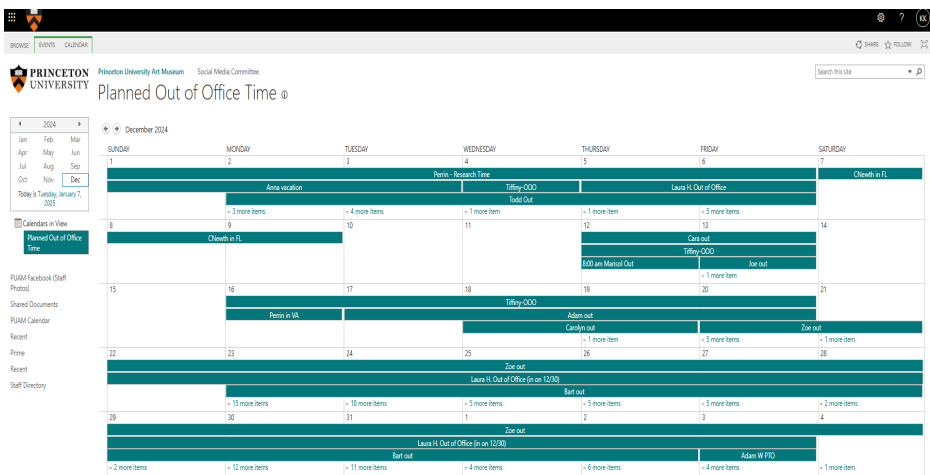 KK
BROWSE EVENTS CALENDAR SHARE FOLLOW
PRINCETON UNIVERSITY
Princeton University Art Museum Social Media Committee
Search this site
Planned Out of Office Time
2024
Jan Feb Mar
Apr May Jun
Jul Aug Sep
Oct Nov Dec
Today is Tuesday, January 7, 2025
Calendars in View
Planned Out of Office Time
PUAM Facebook (Staff Photos)
Shared Documents
PUAM Calendar
Recent
Prime
Recent
Staff Directory
December 2024
SUNDAY MONDAY TUESDAY WEDNESDAY THURSDAY FRIDAY SATURDAY
1 2 3 4 5 6 7
Perrin - Research Time CNewth in FL
Anna vacation Tiffiny-OOO Laura H. Out of Office
Todd Out
3 more items 4 more items 1 more item 1 more item 5 more items
8 9 10 11 12 13 14
CNewth in FL Cara out
Tiffiny-OOO
8:00 am Marisol Out Joe out
1 more item
15 16 17 18 19 20 21
Tiffiny-OOO
Perrin in VA Adam out
Carolyn out Zoe out
1 more item 5 more items 1 more item
22 23 24 25 26 27 28
Zoe out
Laura H. Out of Office (in on 12/30)
Bart out
15 more items 18 more items 5 more items 5 more items 5 more items 2 more items
29 30 31 1 2 3 4
Zoe out
Laura H. Out of Office (in on 12/30)
Bart out Adam W PTO
2 more items 12 more items 11 more items 4 more items 6 more items 4 more items 1 more item